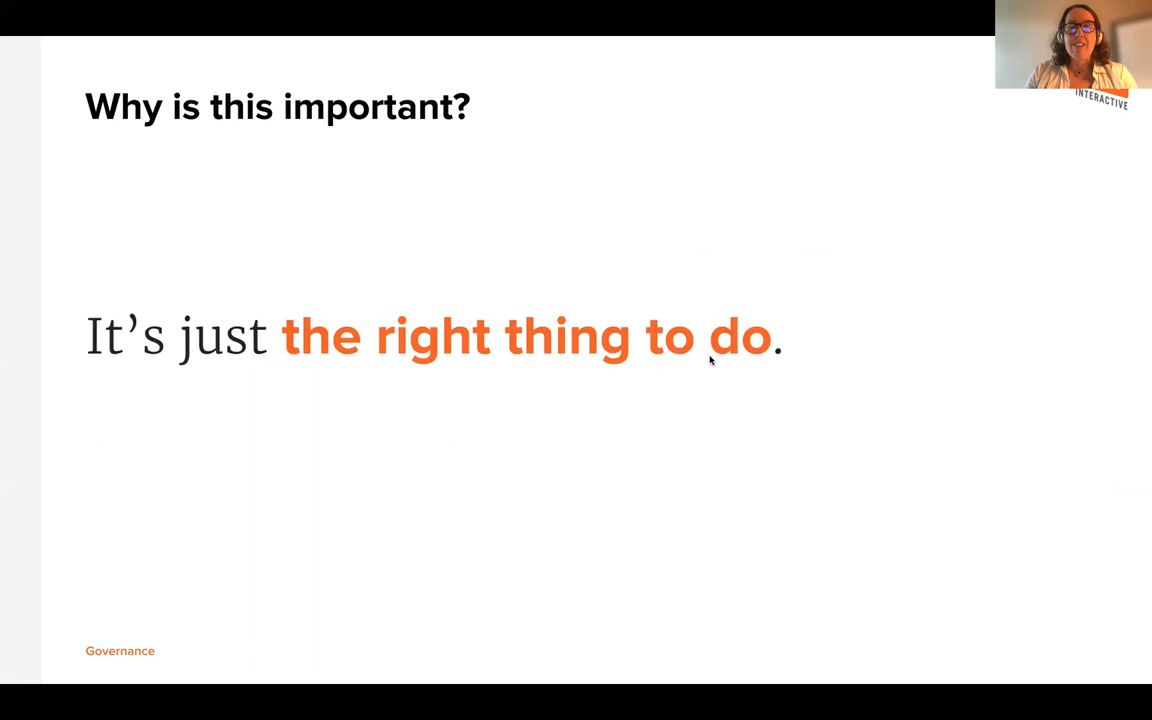 Why is this important?
INTERACTIVE
It’s just the right thing to do.
Governance